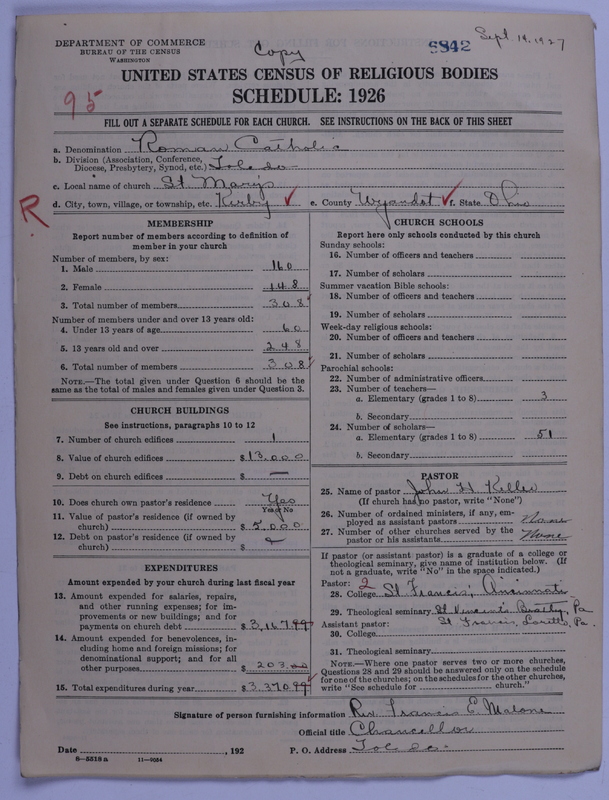 DEPARTMENT OF COMMERCE
BUREAU OF THE CENSUS
WASHINGTON
Copy
S842
Sept. 19, 1927
UNITED STATES CENSUS OF RELIGIOUS BODIES
SCHEDULE: 1926
95
FILL OUT A SEPARATE SCHEDULE FOR EACH CHURCH. SEE INSTRUCTIONS ON THE BACK OF THIS SHEET
a. Denomination Roman Catholic
b. Division (Association, Conference, Diocese, Presbytery, Synod, etc.) Toledo
c. Local name of church St Mary's
R
d. City, town, village, or township, etc. Kirby e. County Wyandot f. State Ohio
MEMBERSHIP
Report number of members according to definition of
member in your church
Number of members, by sex:
1. Male 160
2. Female 148
3. Total number of members 308
Number of members under and over 13 years old:
4. Under 13 years of age 60
5. 13 years old and over 248
6. Total number of members 308
NOTE.—The total given under Question 6 should be the
same as the total of males and females given under Question 3.
CHURCH BUILDINGS
See instructions, paragraphs 10 to 12
7. Number of church edifices 1
8. Value of church edifices $13,000
9. Debt on church edifices $ —
10. Does church own pastor's residence Yes
Yes or No
11. Value of pastor's residence (if owned by
church) $5,000
12. Debt on pastor's residence (if owned by
church) $
EXPENDITURES
Amount expended by your church during last fiscal year
13. Amount expended for salaries, repairs,
and other running expenses; for im-
provements or new buildings; and for
payments on church debt $3,167.99
14. Amount expended for benevolences, in-
cluding home and foreign missions; for
denominational support; and for all
other purposes $203.00
15. Total expenditures during year $3,370.99
CHURCH SCHOOLS
Report here only schools conducted by this church
Sunday schools:
16. Number of officers and teachers
17. Number of scholars
Summer vacation Bible schools:
18. Number of officers and teachers
19. Number of scholars
Week-day religious schools:
20. Number of officers and teachers
21. Number of scholars
Parochial schools:
22. Number of administrative officers
23. Number of teachers—
a. Elementary (grades 1 to 8) 3
b. Secondary
24. Number of scholars—
a. Elementary (grades 1 to 8) 51
b. Secondary
PASTOR
25. Name of pastor John H Keller
(If church has no pastor, write "None")
26. Number of ordained ministers, if any, em-
ployed as assistant pastors None
27. Number of other churches served by the
pastor or his assistants None
If pastor (or assistant pastor) is a graduate of a college or
theological seminary, give name of institution below. (If
not a graduate, write "No" in the space indicated.)
Pastor: 2
28. College St Francis, Cincinnati
29. Theological seminary St Vincent's Beatty, Pa
Assistant pastor: St Francis, Loretto, Pa.
30. College
31. Theological seminary
NOTE.—Where one pastor serves two or more churches,
Questions 28 and 29 should be answered only on the schedule
for one of the churches; on the schedules for the other churches,
write "See schedule for church."
Signature of person furnishing information Rev. Francis E. Malone
Official title Chancellor
Date , 192 P. O. Address Toledo
8—5518 a 11—9054